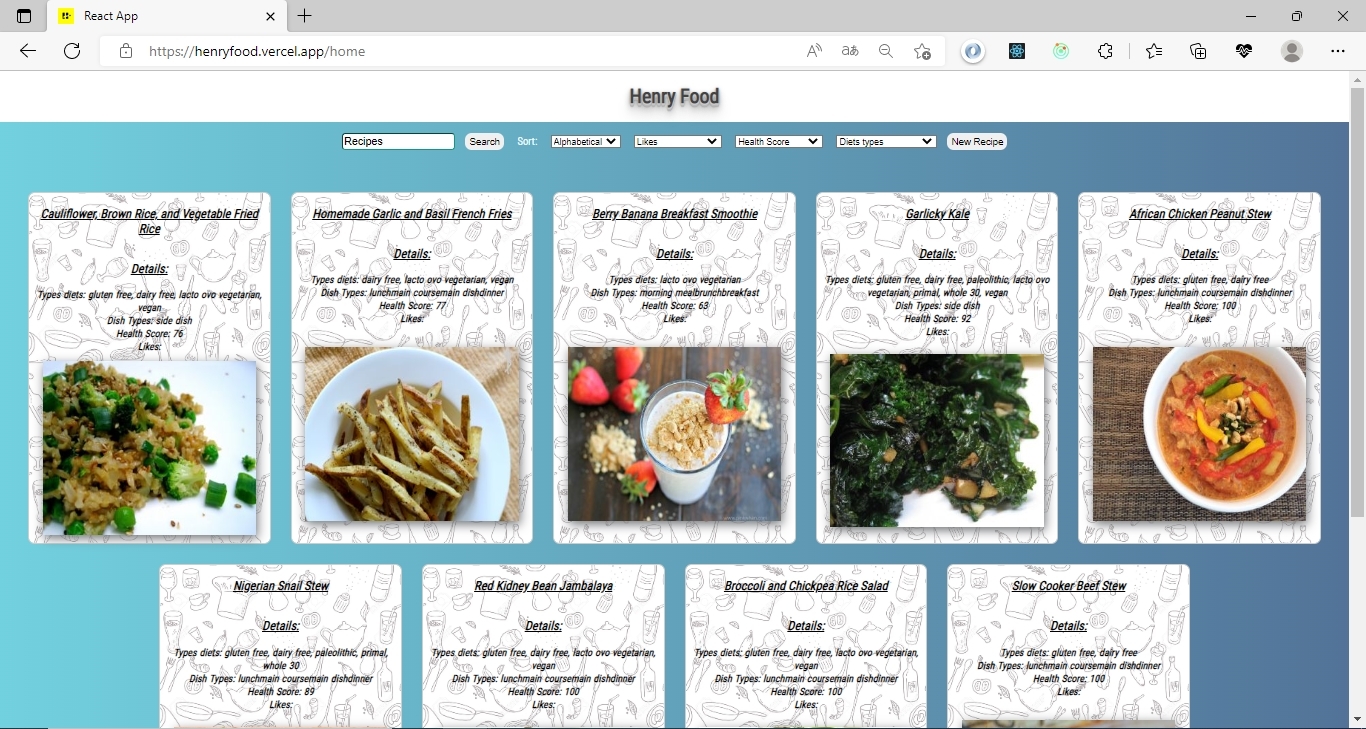 React App
https://henryfood.vercel.app/home
Henry Food
Recipes Search Sort: Alphabetical Likes Health Score Diets types New Recipe
Cauliflower, Brown Rice, and Vegetable Fried
Rice
Details:
Types diets: gluten free, dairy free, lacto ovo vegetarian,
vegan
Dish Types: side dish
Health Score: 76
Likes:
Homemade Garlic and Basil French Fries
Details:
Types diets: dairy free, lacto ovo vegetarian, vegan
Dish Types: lunchmain coursemain dishdinner
Health Score: 77
Likes:
Berry Banana Breakfast Smoothie
Details:
Types diets: lacto ovo vegetarian
Dish Types: morning mealbrunchbreakfast
Health Score: 63
Likes:
Garlicky Kale
Details:
Types diets: gluten free, dairy free, paleolithic, lacto ovo
vegetarian, primal, whole 30, vegan
Dish Types: side dish
Health Score: 92
Likes:
African Chicken Peanut Stew
Details:
Types diets: gluten free, dairy free
Dish Types: lunchmain coursemain dishdinner
Health Score: 100
Likes:
Nigerian Snail Stew
Details:
Types diets: gluten free, dairy free, paleolithic, primal,
whole 30
Dish Types: lunchmain coursemain dishdinner
Health Score: 89
Likes:
Red Kidney Bean Jambalaya
Details:
Types diets: gluten free, dairy free, lacto ovo vegetarian,
vegan
Dish Types: lunchmain coursemain dishdinner
Health Score: 100
Likes:
Broccoli and Chickpea Rice Salad
Details:
Types diets: gluten free, dairy free, lacto ovo vegetarian,
vegan
Dish Types: lunchmain coursemain dishdinner
Health Score: 100
Likes:
Slow Cooker Beef Stew
Details:
Types diets: gluten free, dairy free
Dish Types: lunchmain coursemain dishdinner
Health Score: 100
Likes: